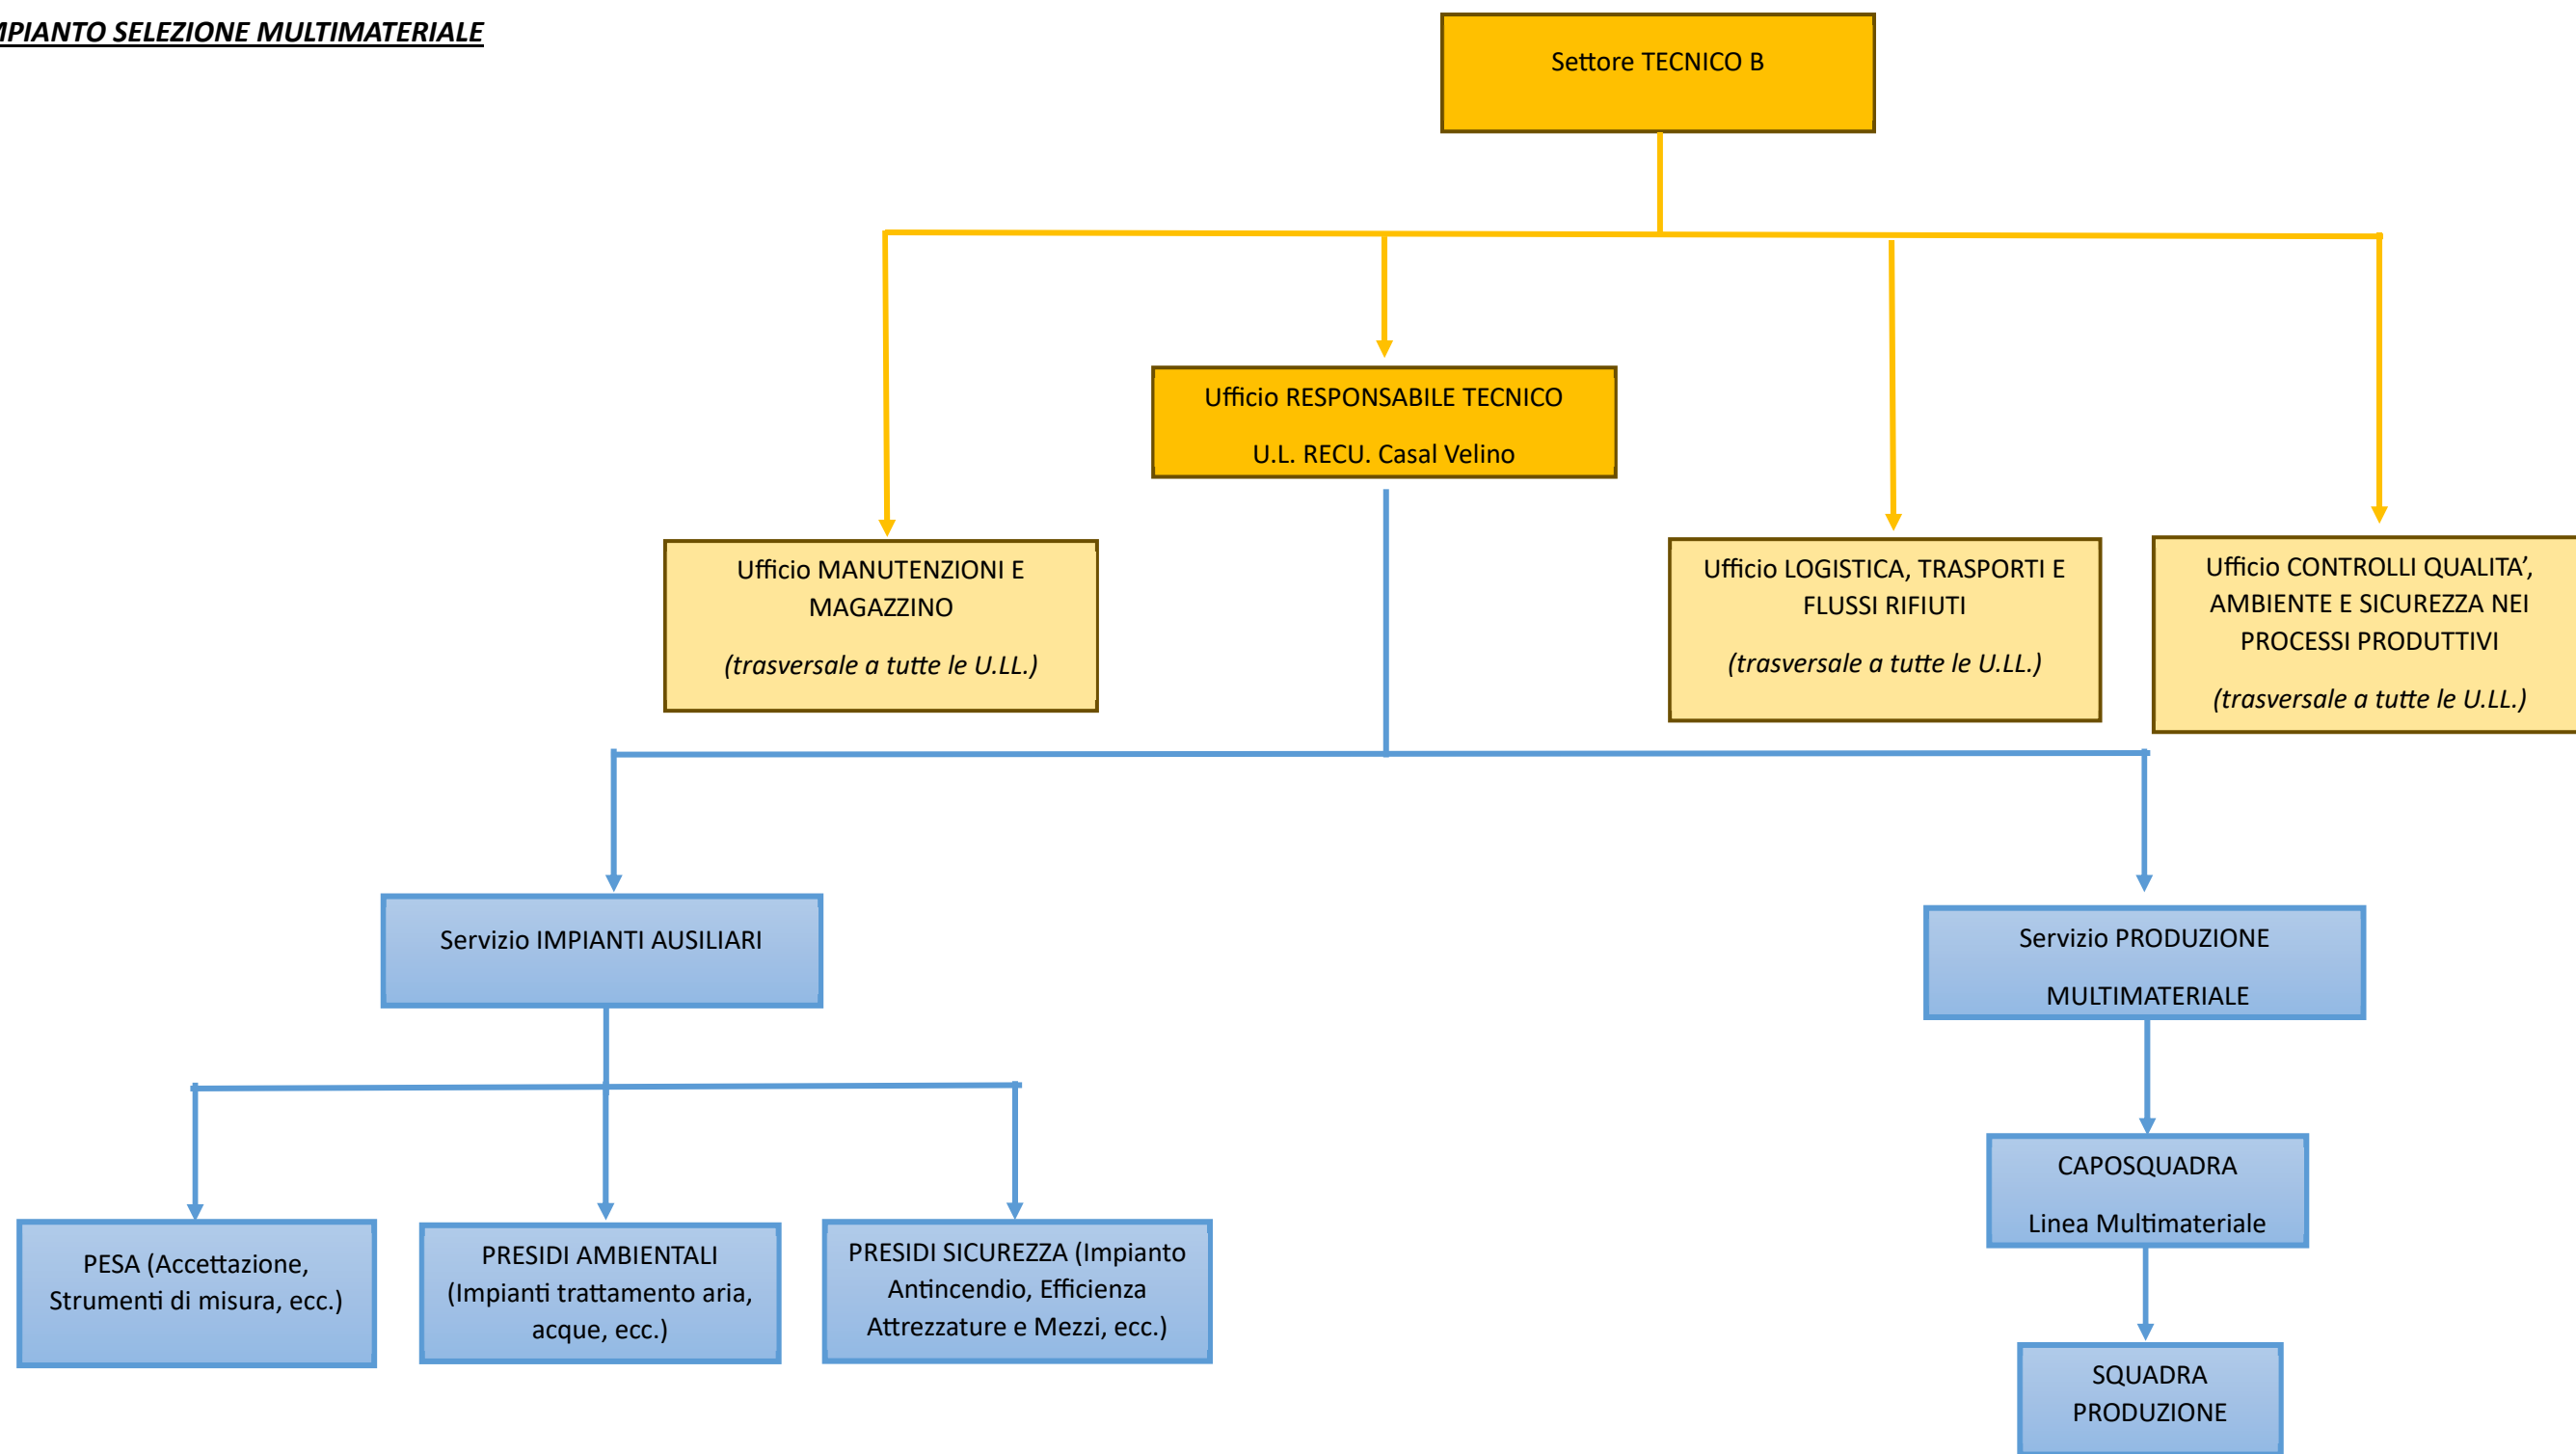 MPIANTO SELEZIONE MULTIMATERIALE
Settore TECNICO B
Ufficio RESPONSABILE TECNICO
U.L. RECU. Casal Velino
Ufficio MANUTENZIONI E
MAGAZZINO
(trasversale a tutte le U.LL.)
Ufficio LOGISTICA, TRASPORTI E
FLUSSI RIFIUTI
(trasversale a tutte le U.LL.)
Ufficio CONTROLLI QUALITA’,
AMBIENTE E SICUREZZA NEI
PROCESSI PRODUTTIVI
(trasversale a tutte le U.LL.)
Servizio IMPIANTI AUSILIARI
Servizio PRODUZIONE
MULTIMATERIALE
CAPOSQUADRA
Linea Multimateriale
PESA (Accettazione,
Strumenti di misura, ecc.)
PRESIDI AMBIENTALI
(Impianti trattamento aria,
acque, ecc.)
PRESIDI SICUREZZA (Impianto
Antincendio, Efficienza
Attrezzature e Mezzi, ecc.)
SQUADRA
PRODUZIONE